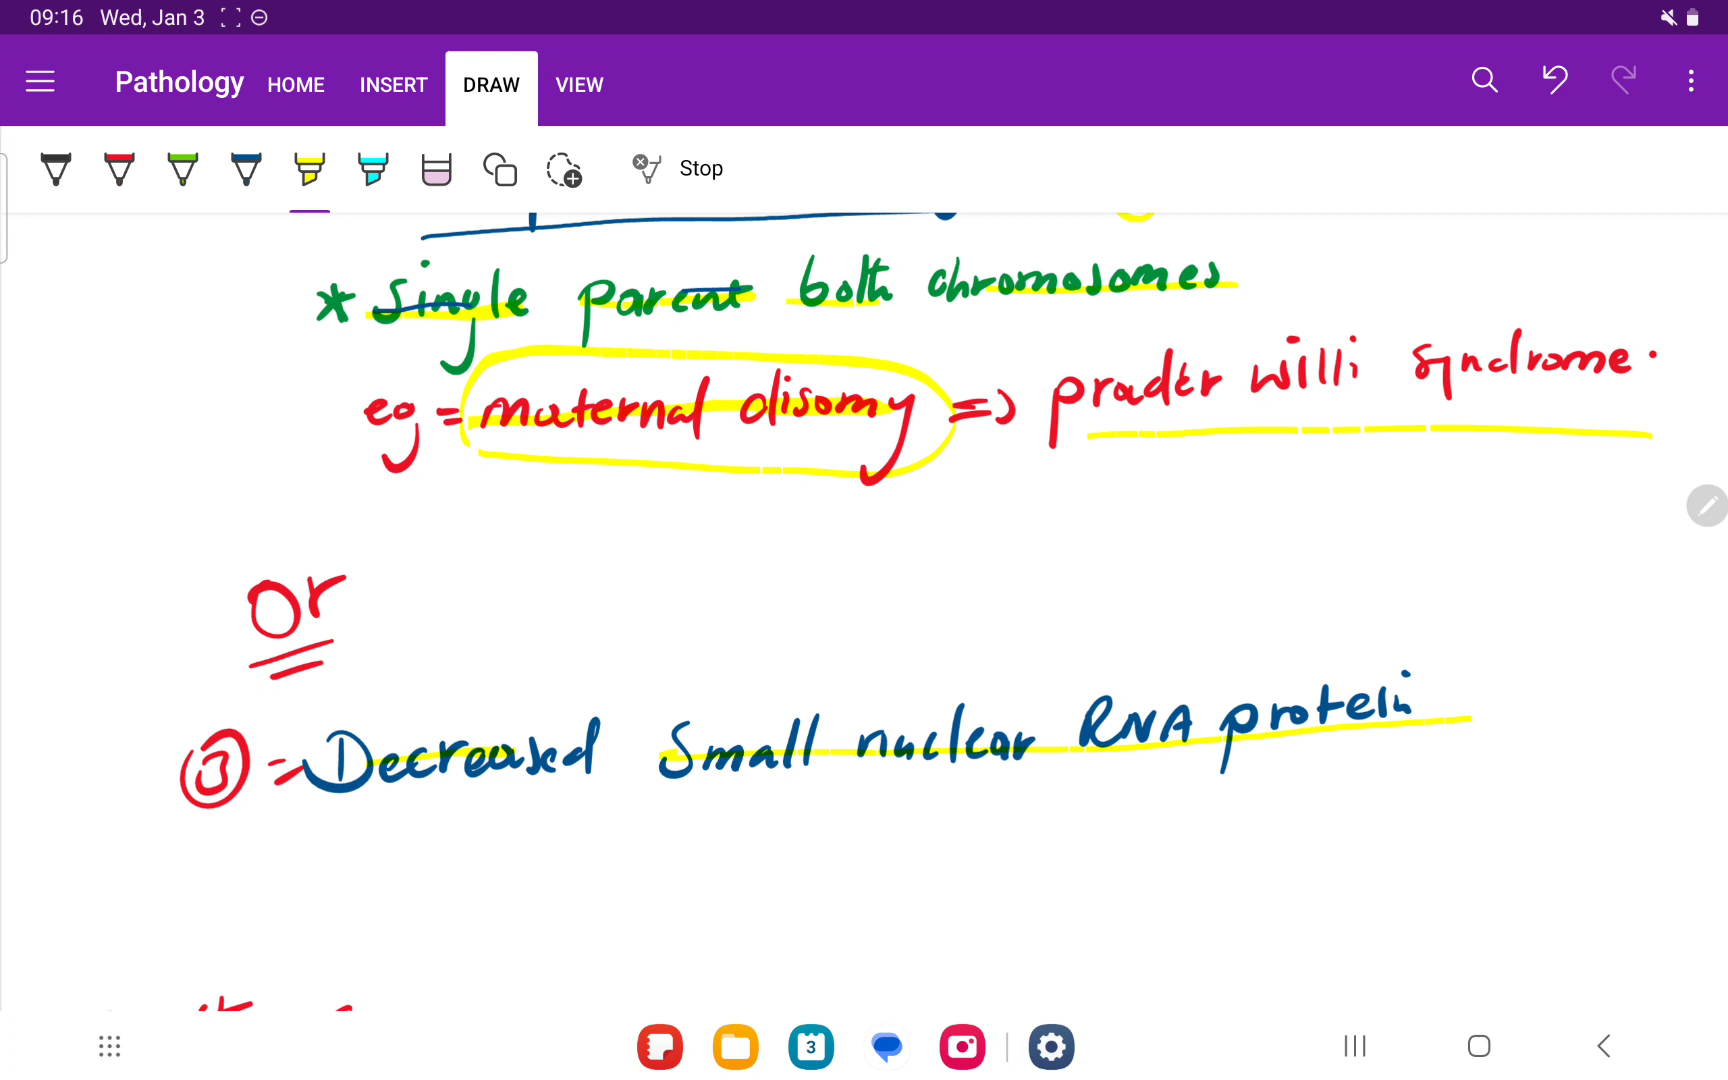 09:16 Wed, Jan 3
Pathology HOME INSERT DRAW VIEW
Stop
* Single parent both chromosomes
eg = maternal disomy => prader willi syndrome.
Or
3 = Decreased Small nuclear RNA protein
3